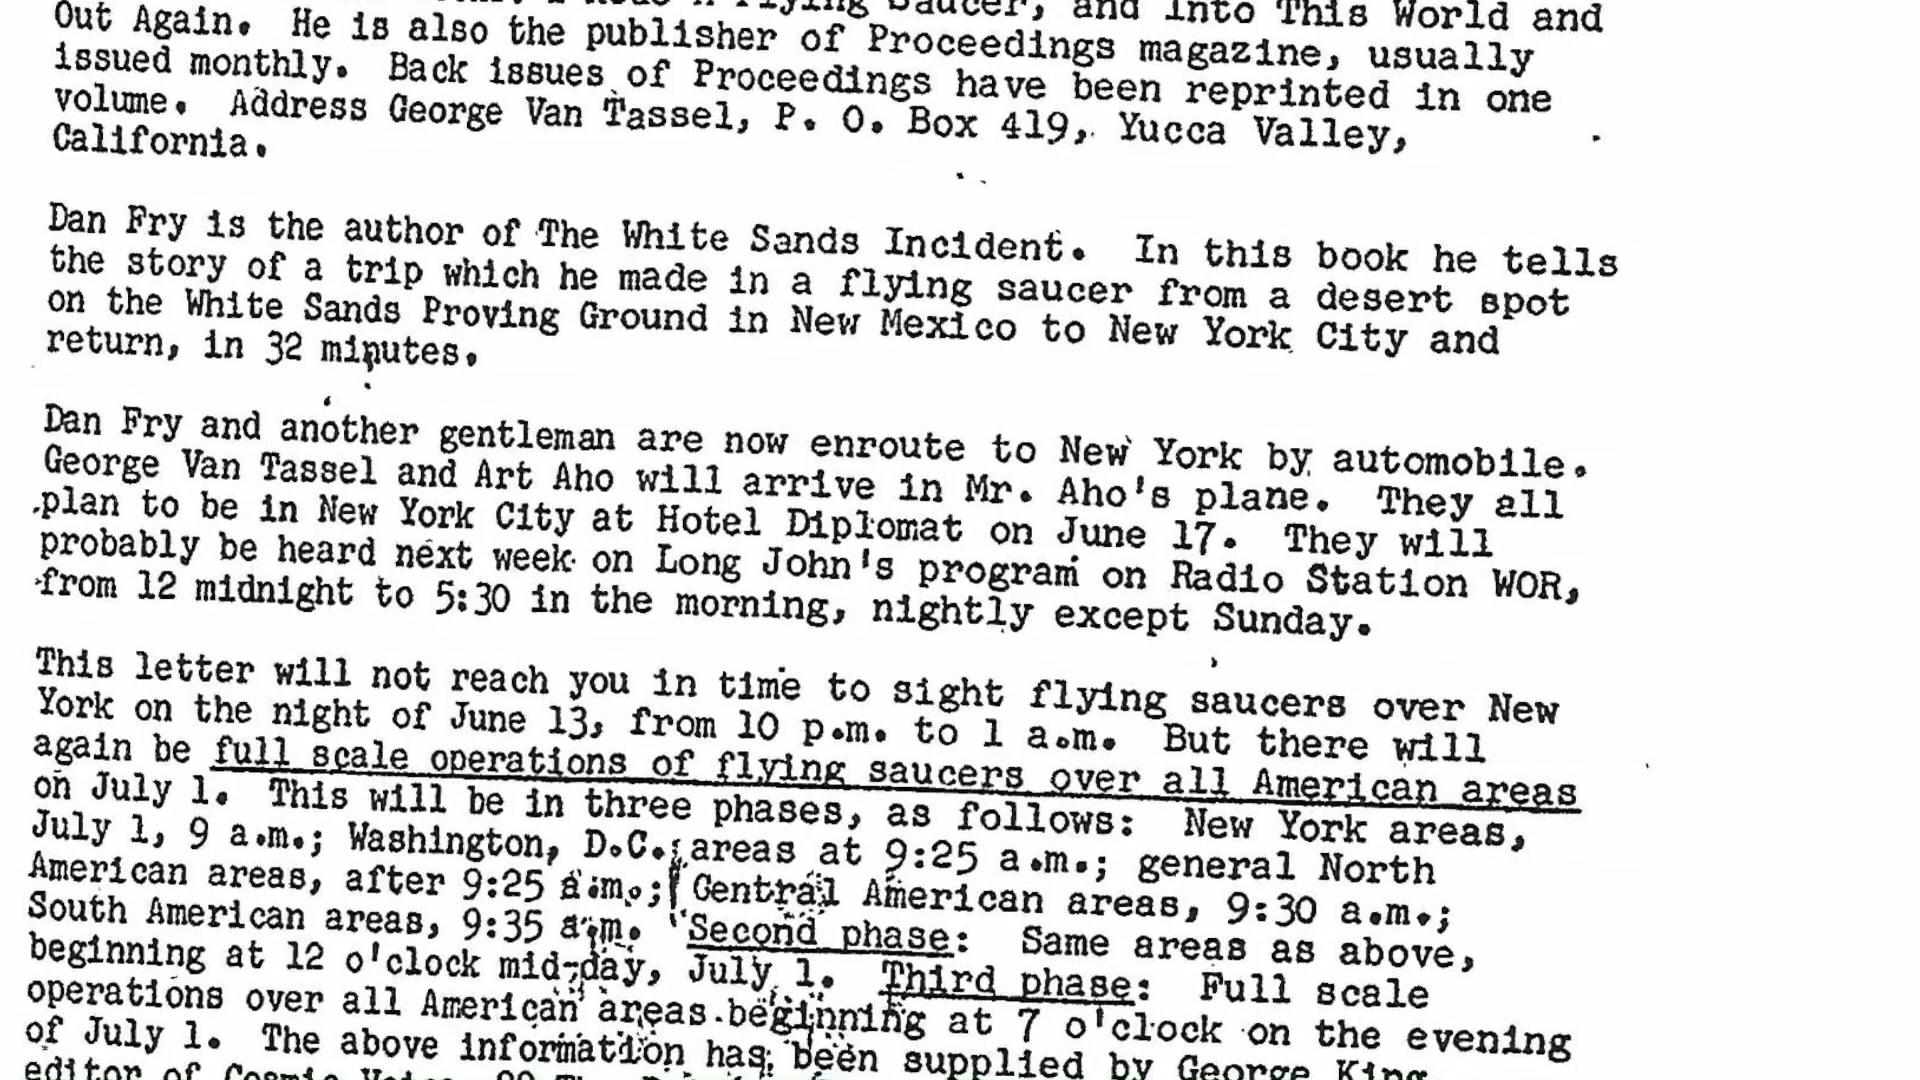 Flying Saucer, and Into This World and
Out Again. He is also the publisher of Proceedings magazine, usually
issued monthly. Back issues of Proceedings have been reprinted in one
volume. Address George Van Tassel, P. O. Box 419, Yucca Valley,
California.
Dan Fry is the author of The White Sands Incident. In this book he tells
the story of a trip which he made in a flying saucer from a desert spot
on the White Sands Proving Ground in New Mexico to New York City and
return, in 32 minutes.
Dan Fry and another gentleman are now enroute to New York by automobile.
George Van Tassel and Art Aho will arrive in Mr. Aho's plane. They all
plan to be in New York City at Hotel Diplomat on June 17. They will
probably be heard next week on Long John's program on Radio Station WOR,
from 12 midnight to 5:30 in the morning, nightly except Sunday.
This letter will not reach you in time to sight flying saucers over New
York on the night of June 13, from 10 p.m. to 1 a.m. But there will
again be full scale operations of flying saucers over all American areas
on July 1. This will be in three phases, as follows: New York areas,
July 1, 9 a.m.; Washington, D.C. areas at 9:25 a.m.; general North
American areas, after 9:25 a.m.; Central American areas, 9:30 a.m.;
South American areas, 9:35 a.m. Second phase: Same areas as above,
beginning at 12 o'clock mid-day, July 1. Third phase: Full scale
operations over all American areas beginning at 7 o'clock on the evening
of July 1. The above information has been supplied by George King,
editor of Cosmic